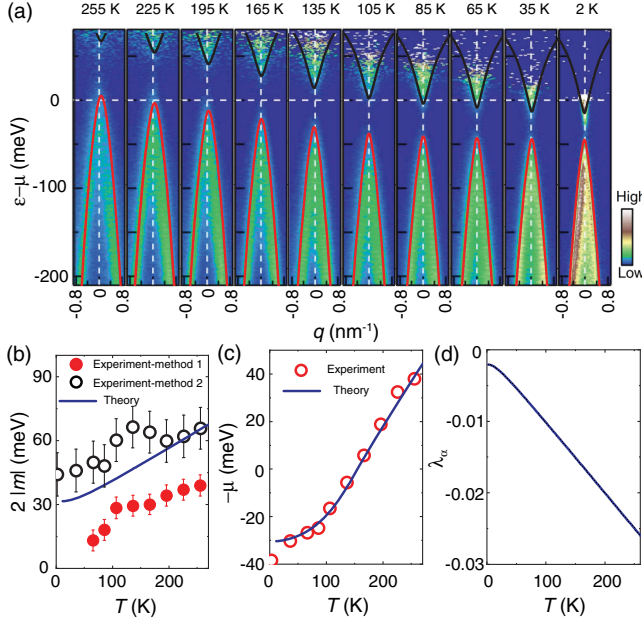 (a)
255 K 225 K 195 K 165 K 135 K 105 K 85 K 65 K 35 K 2 K
ε–μ (meV)
0
-100
-200
High
Low
-0.8 0 0.8 0 0.8 0 0.8 0 0.8 0 0.8 0 0.8 0 0.8 0 0.8 0 0.8 0 0.8
q (nm⁻¹)
(b)
2 |m| (meV)
90
60
30
0
Experiment-method 1
Experiment-method 2
Theory
0 100 200
T (K)
(c)
–μ (meV)
40
20
0
-20
-40
Experiment
Theory
0 100 200
T (K)
(d)
λα
0
-0.01
-0.02
-0.03
0 100 200
T (K)